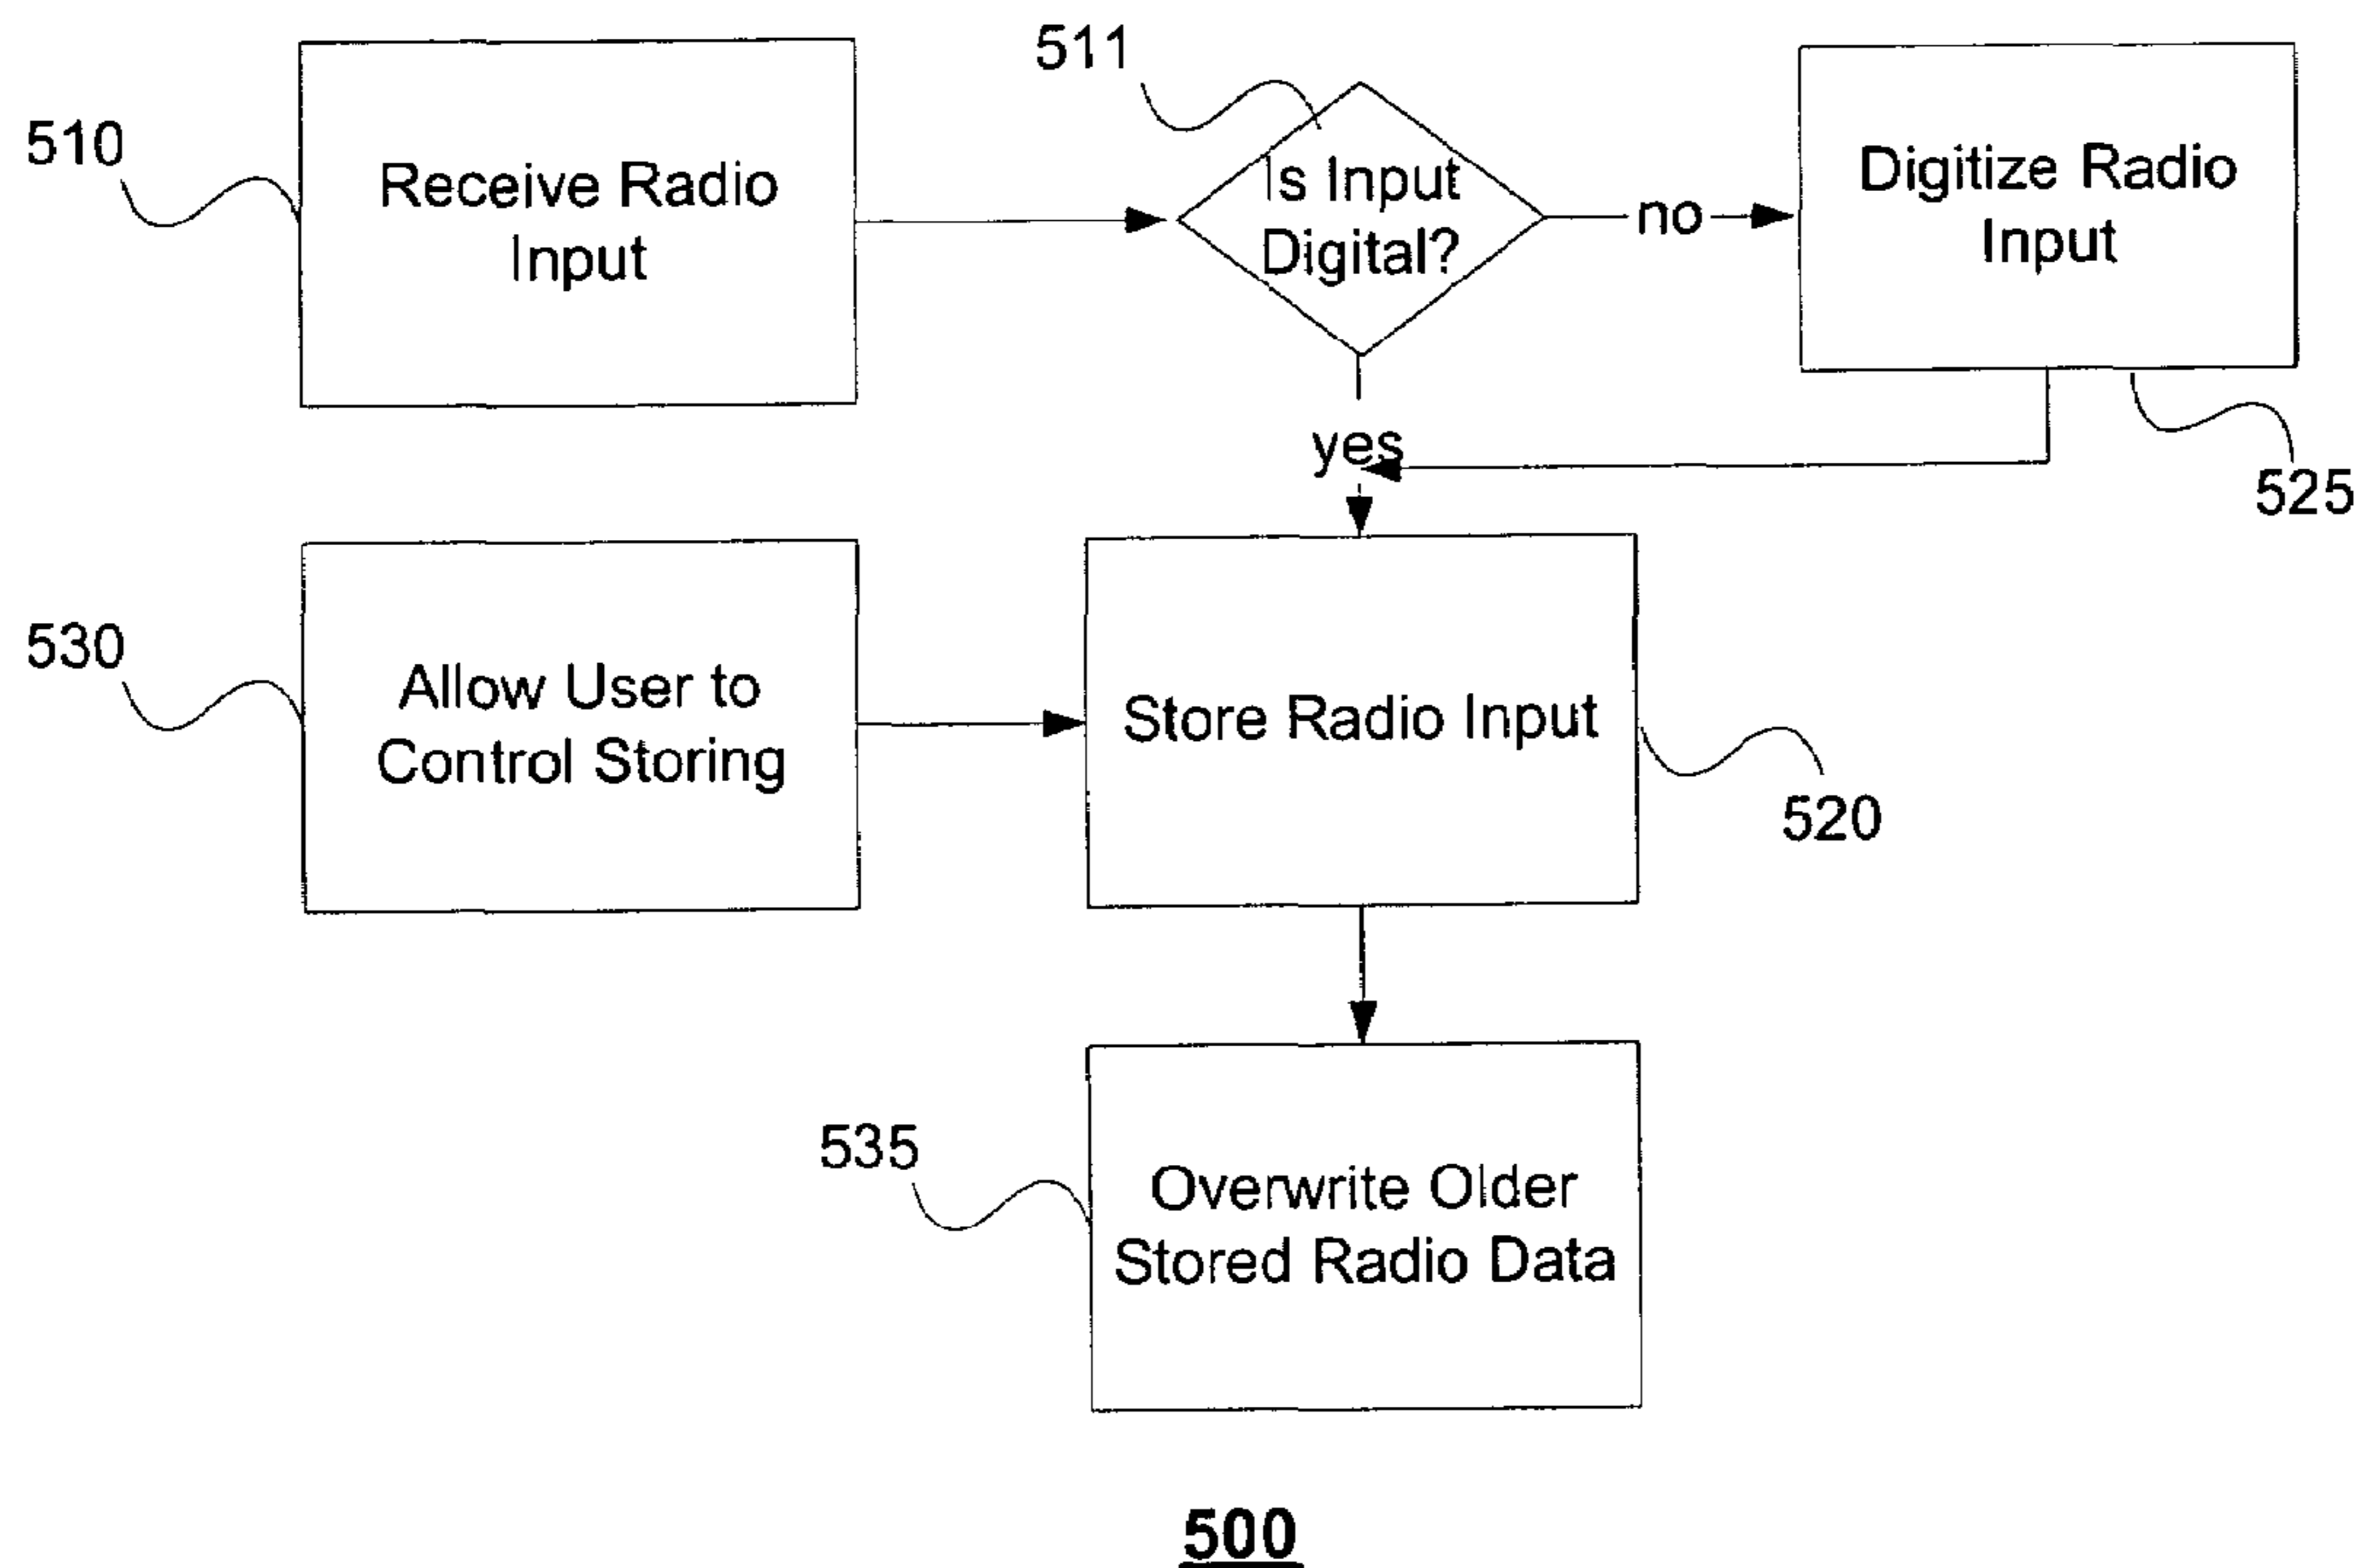 511
510
Receive Radio
Input
Is Input
Digital?
no
Digitize Radio
Input
yes
525
530
Allow User to
Control Storing
Store Radio Input
520
535
Overwrite Older
Stored Radio Data
500